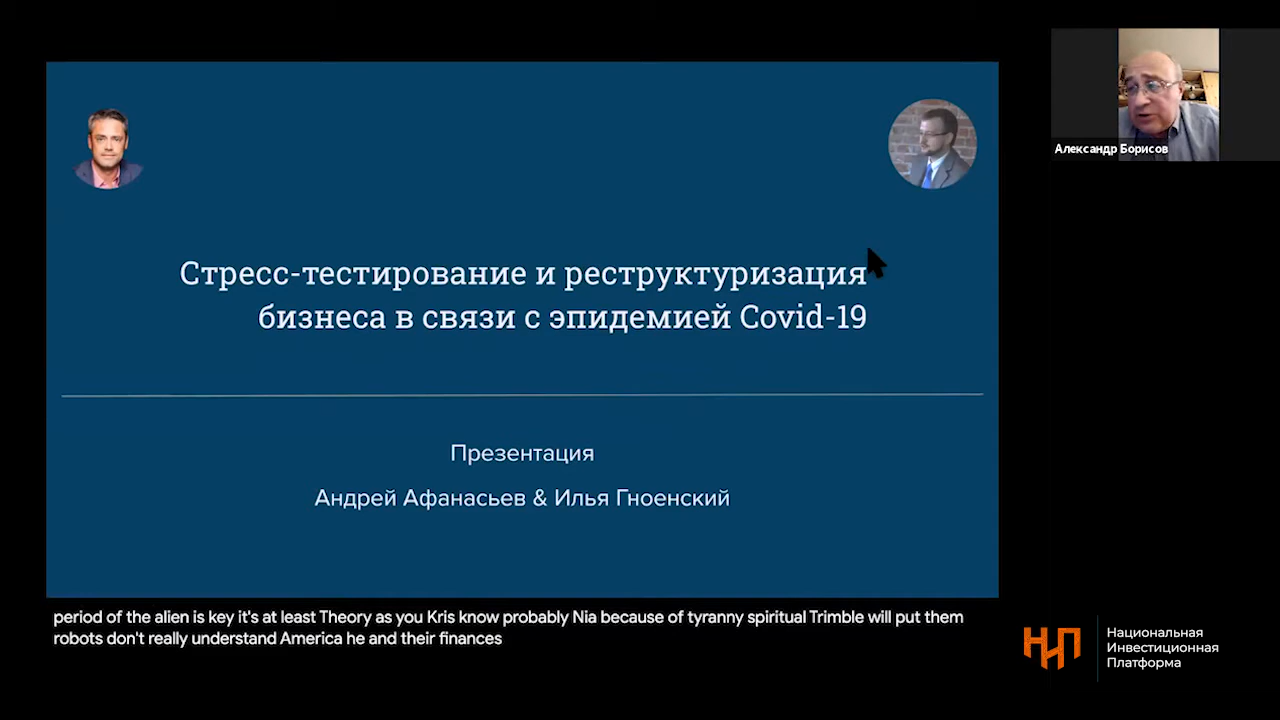 Александр Борисов
Стресс-тестирование и реструктуризация
бизнеса в связи с эпидемией Covid-19
Презентация
Андрей Афанасьев & Илья Гноенский
period of the alien is key it's at least Theory as you Kris know probably Nia because of tyranny spiritual Trimble will put them
robots don't really understand America he and their finances
НИП
Национальная
Инвестиционная
Платформа